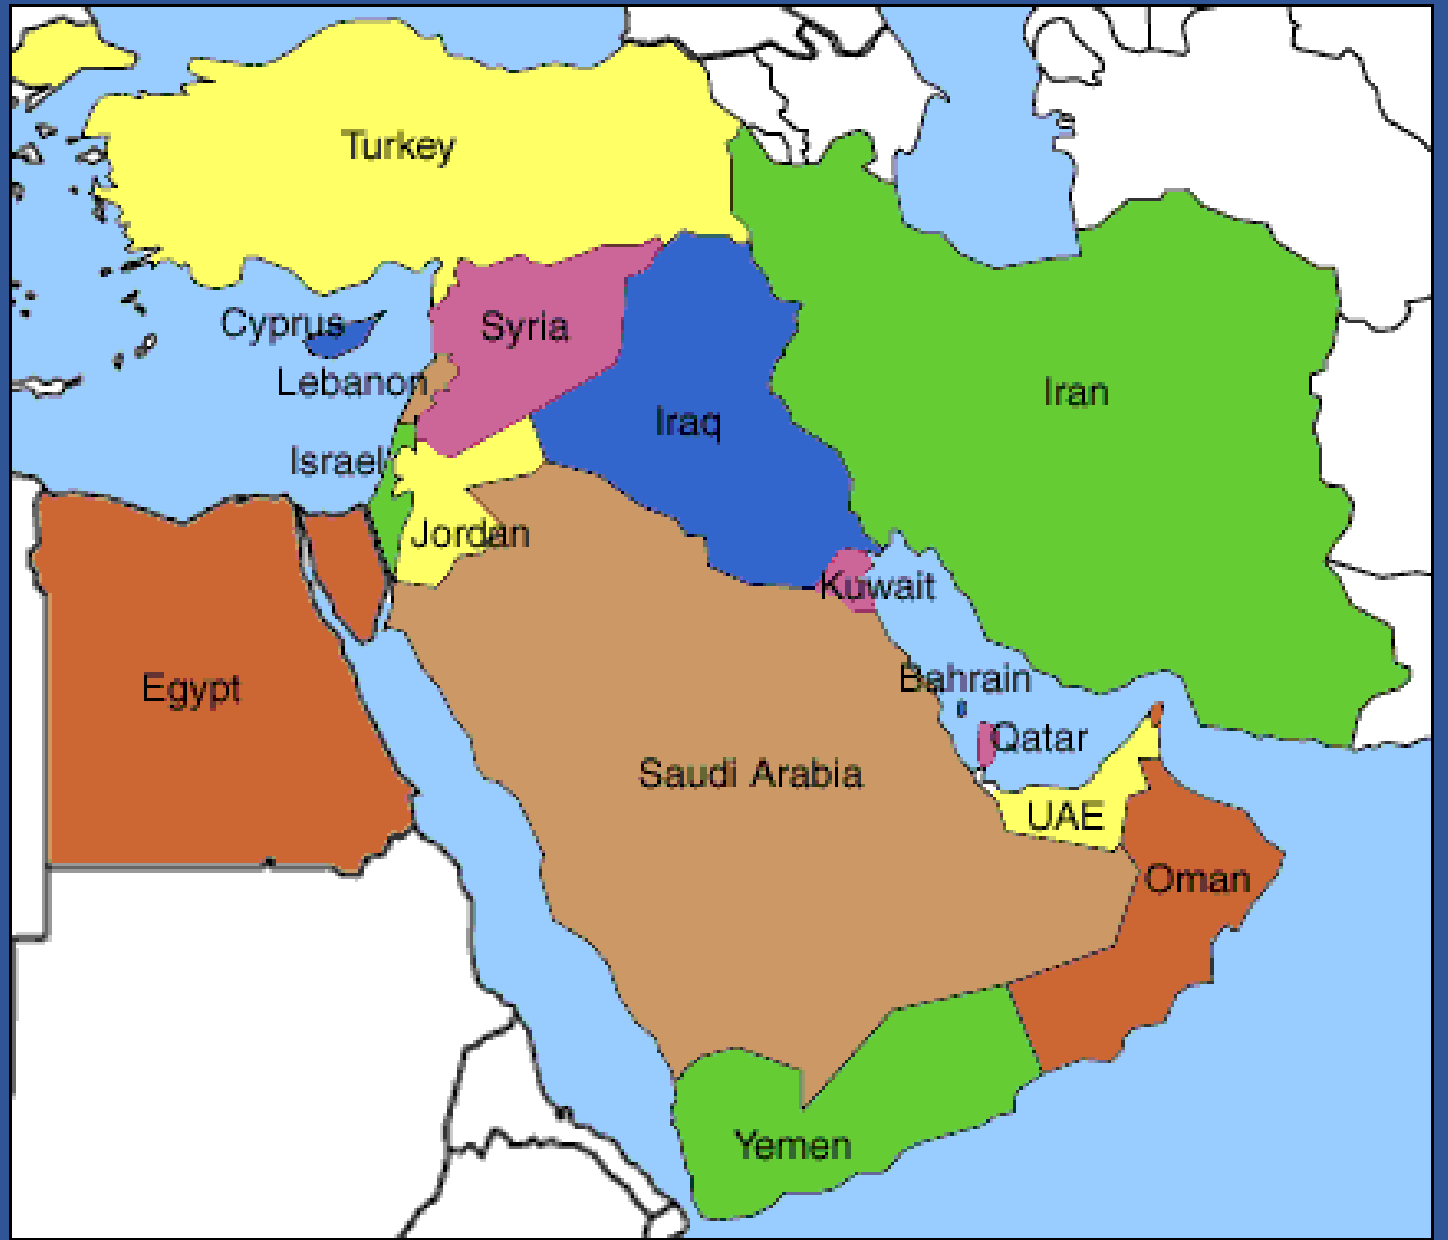 Turkey
Cyprus
Syria
Lebanon
Iran
Iraq
Israel
Jordan
Kuwait
Bahrain
Egypt
Qatar
Saudi Arabia
UAE
Oman
Yemen